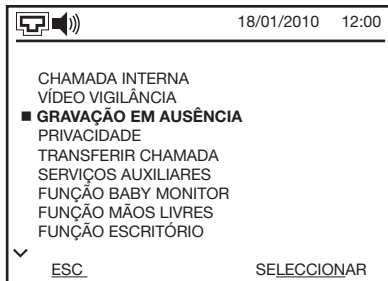 18/01/2010 12:00
CHAMADA INTERNA
VÍDEO VIGILÂNCIA
GRAVAÇÃO EM AUSÊNCIA
PRIVACIDADE
TRANSFERIR CHAMADA
SERVIÇOS AUXILIARES
FUNÇÃO BABY MONITOR
FUNÇÃO MÃOS LIVRES
FUNÇÃO ESCRITÓRIO
ESC SELECCIONAR